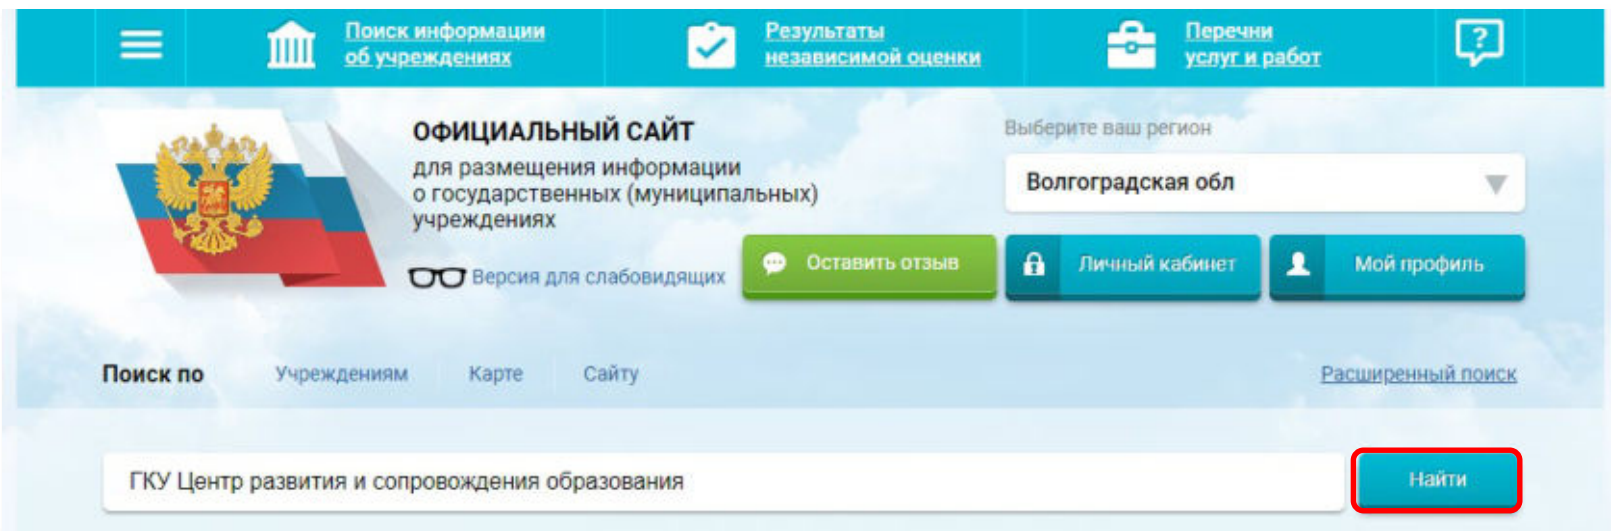 Поиск информации
об учреждениях
Результаты
независимой оценки
Перечни
услуг и работ
?
ОФИЦИАЛЬНЫЙ САЙТ
для размещения информации
о государственных (муниципальных)
учреждениях
Версия для слабовидящих
Выберите ваш регион
Волгоградская обл
Оставить отзыв
Личный кабинет
Мой профиль
Поиск по
Учреждениям
Карте
Сайту
Расширенный поиск
ГКУ Центр развития и сопровождения образования
Найти